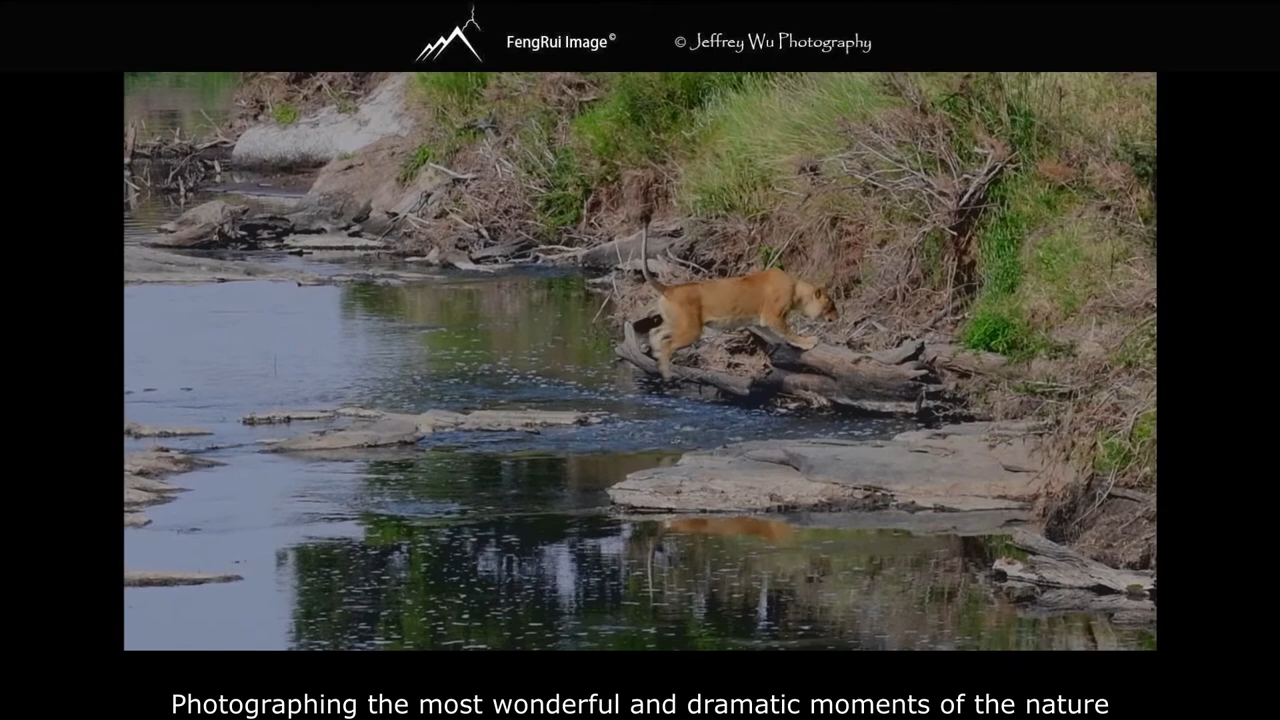 FengRui Image©
© Jeffrey Wu Photography
Photographing the most wonderful and dramatic moments of the nature